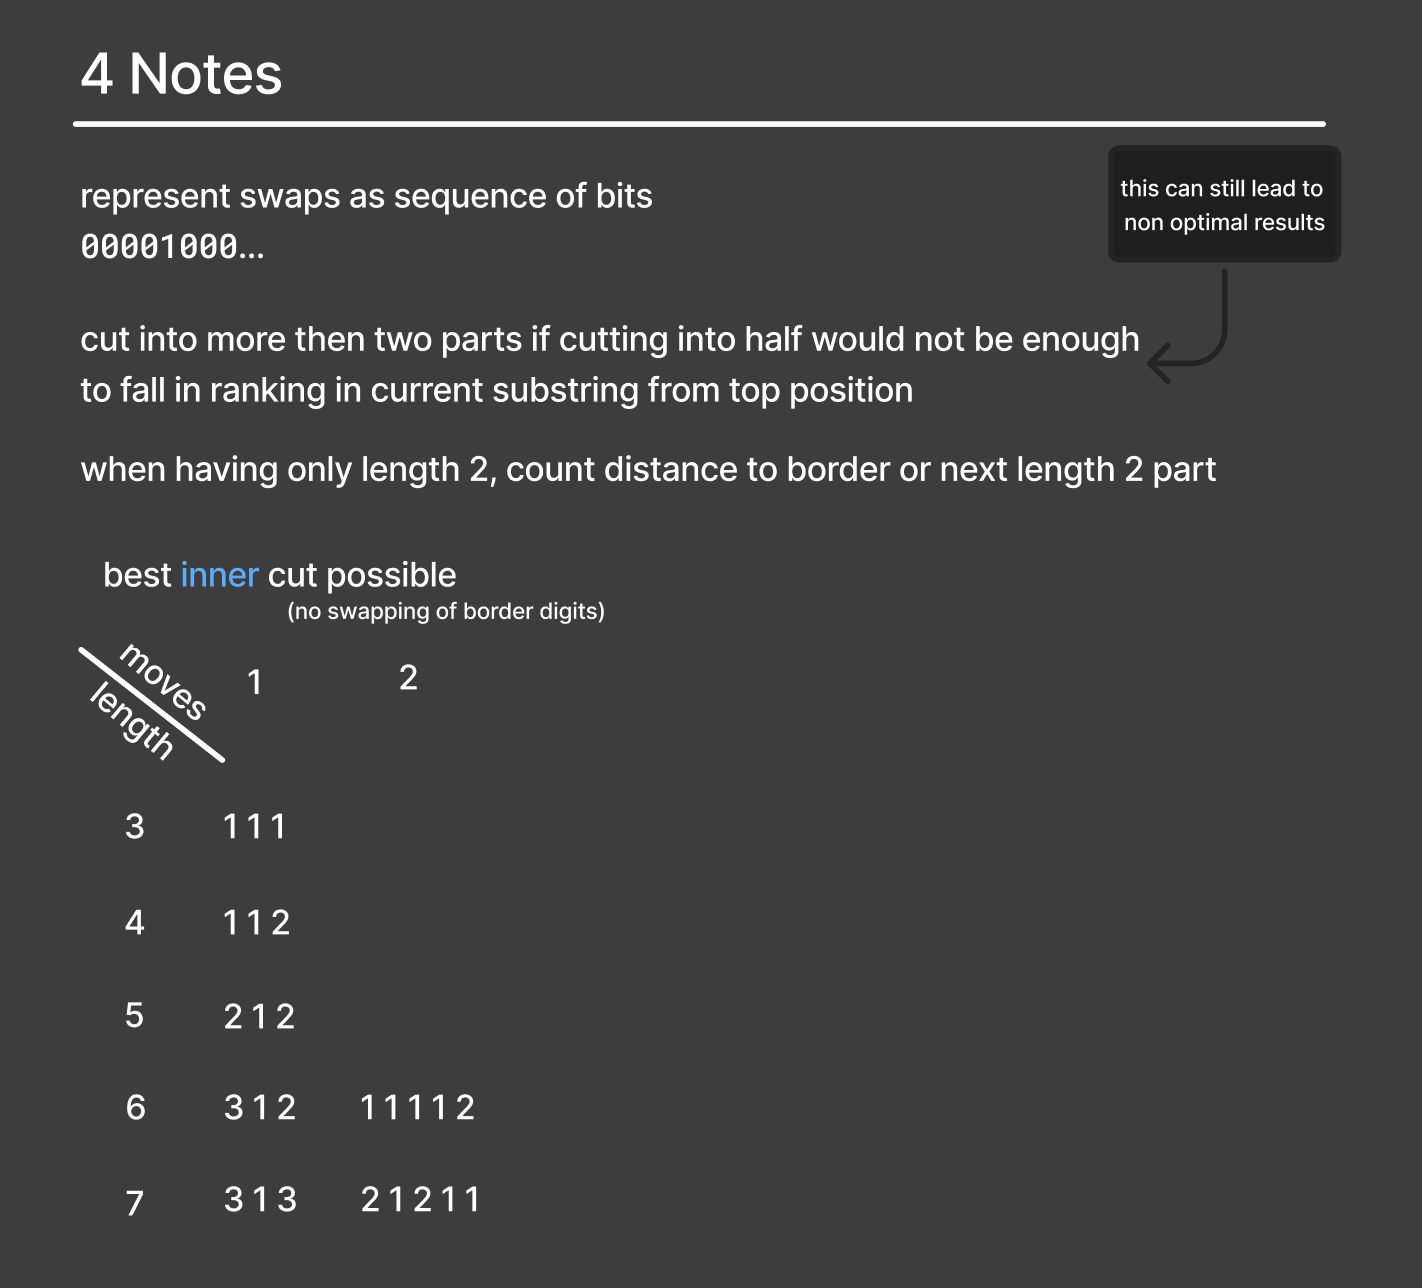 4 Notes
this can still lead to
non optimal results
represent swaps as sequence of bits
00001000...
cut into more then two parts if cutting into half would not be enough
to fall in ranking in current substring from top position
when having only length 2, count distance to border or next length 2 part
best inner cut possible
(no swapping of border digits)
moves
length
1 2
3 1 1 1
4 1 1 2
5 2 1 2
6 3 1 2 1 1 1 1 2
7 3 1 3 2 1 2 1 1